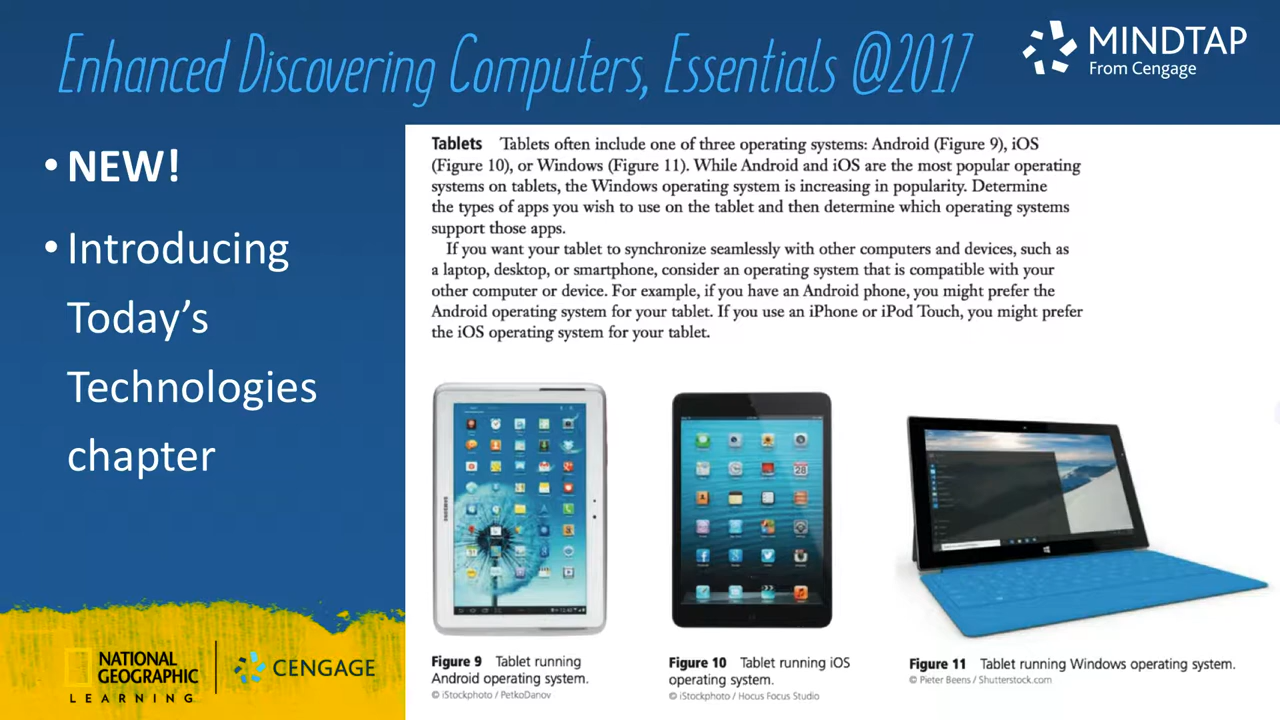 Enhanced Discovering Computers, Essentials @2017
MINDTAP
From Cengage
• NEW!
• Introducing
Today’s
Technologies
chapter
Tablets Tablets often include one of three operating systems: Android (Figure 9), iOS
(Figure 10), or Windows (Figure 11). While Android and iOS are the most popular operating
systems on tablets, the Windows operating system is increasing in popularity. Determine
the types of apps you wish to use on the tablet and then determine which operating systems
support those apps.
If you want your tablet to synchronize seamlessly with other computers and devices, such as
a laptop, desktop, or smartphone, consider an operating system that is compatible with your
other computer or device. For example, if you have an Android phone, you might prefer the
Android operating system for your tablet. If you use an iPhone or iPod Touch, you might prefer
the iOS operating system for your tablet.
SAMSUNG
28
Figure 9 Tablet running
Android operating system.
© iStockphoto / PetkoDanov
Figure 10 Tablet running iOS
operating system.
© iStockphoto / Hocus Focus Studio
Figure 11 Tablet running Windows operating system.
© Pieter Beens / Shutterstock.com
NATIONAL
GEOGRAPHIC
LEARNING
CENGAGE